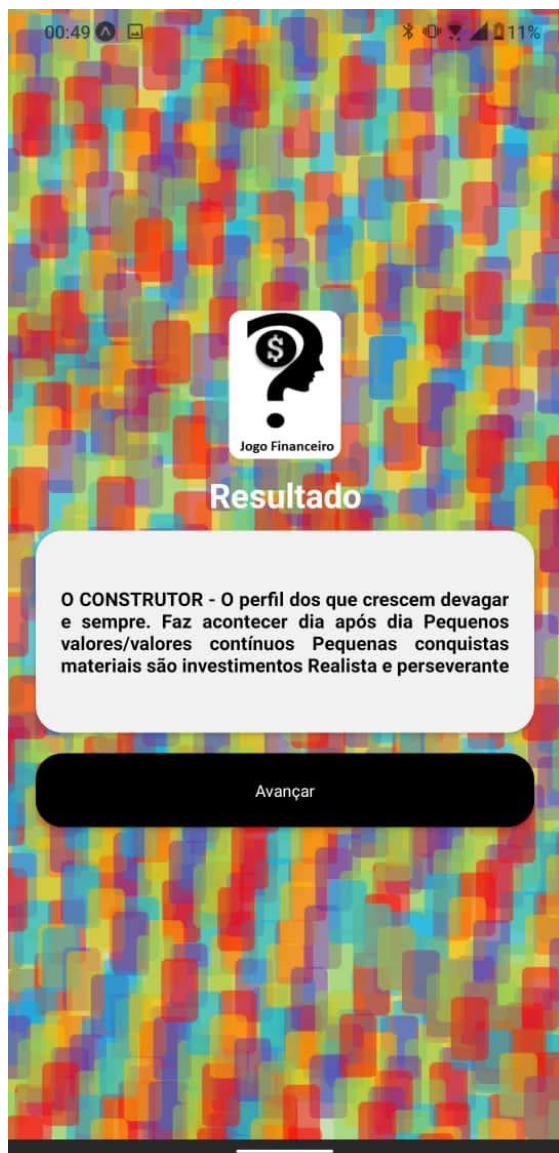 00:49
11%
$
Jogo Financeiro
Resultado
O CONSTRUTOR - O perfil dos que crescem devagar
e sempre. Faz acontecer dia após dia Pequenos
valores/valores contínuos Pequenas conquistas
materiais são investimentos Realista e perseverante
Avançar